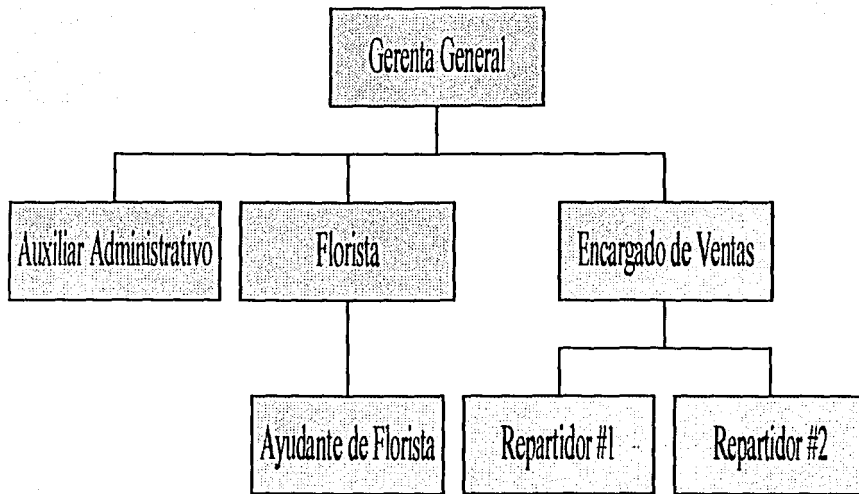 Gerenta General
Auxiliar Administrativo
Florista
Encargado de Ventas
Ayudante de Florista
Repartidor #1
Repartidor #2